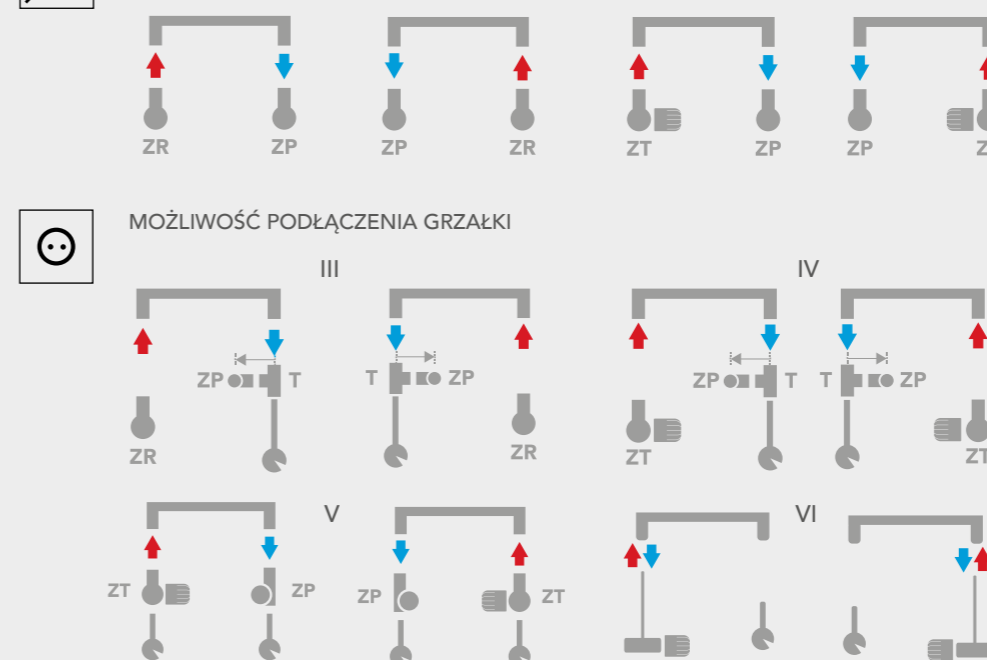 ZR ZP ZP ZR ZT ZP ZP
MOŻLIWOŚĆ PODŁĄCZENIA GRZAŁKI
III IV
ZP T T ZP ZP T T ZP
ZR ZR ZT ZT
V VI
ZT ZP ZP ZT